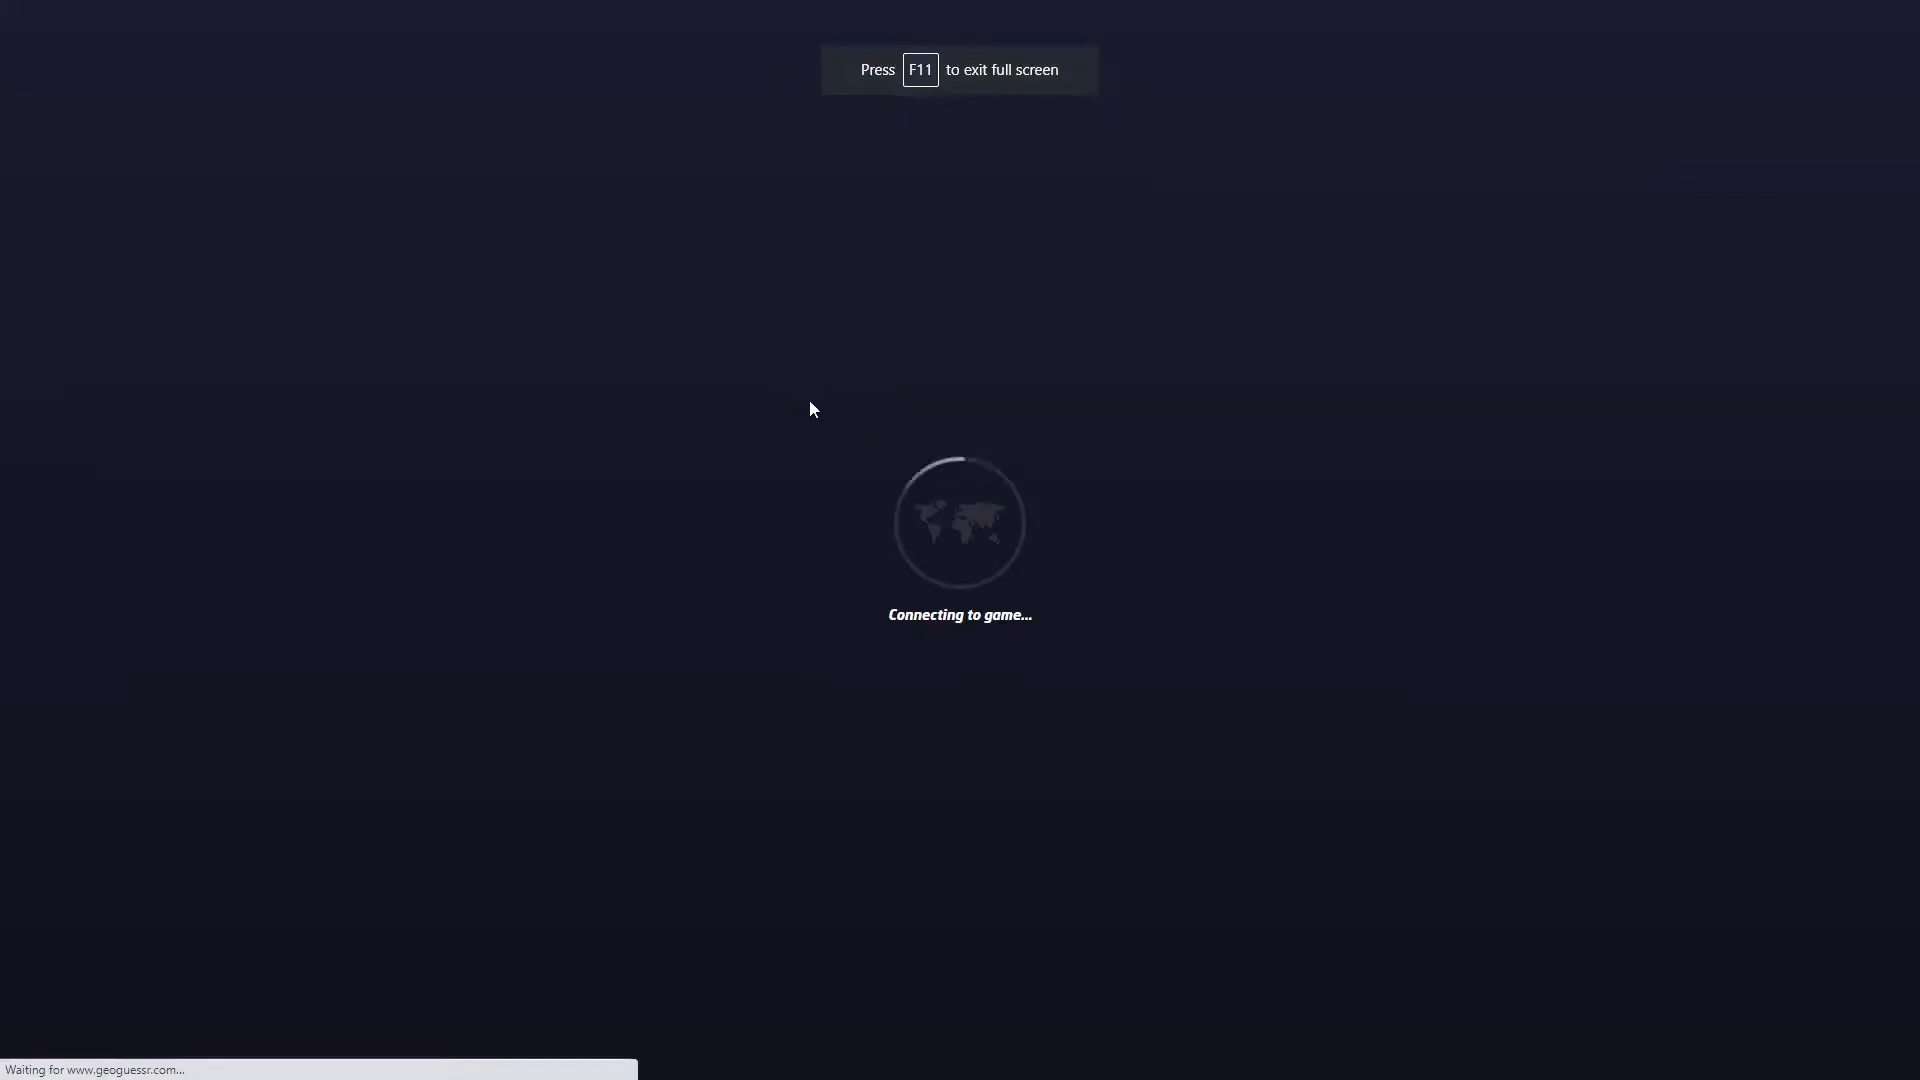 Press F11 to exit full screen
Connecting to game...
Waiting for www.geoguessr.com...